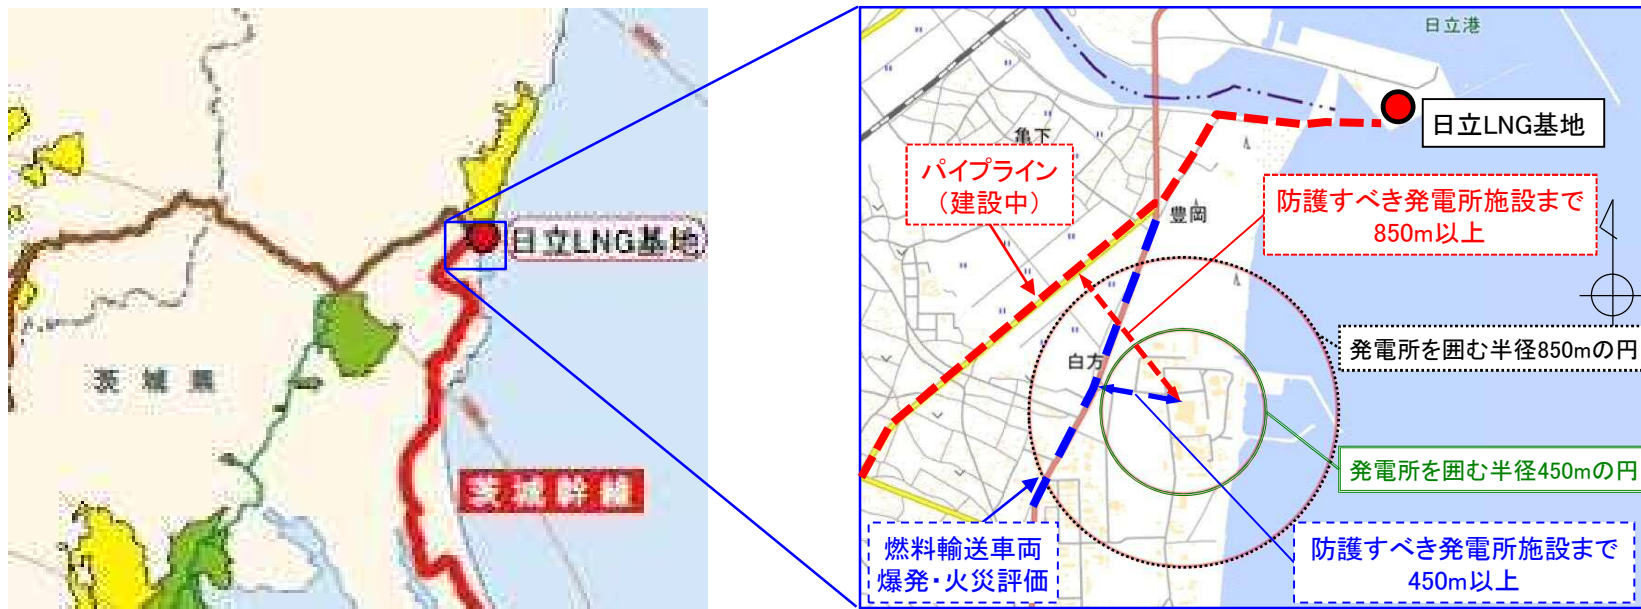 日立LNG基地
茨城県
茨城幹線
日立港
日立LNG基地
亀下
パイプライン
（建設中）
豊岡
防護すべき発電所施設まで
850m以上
発電所を囲む半径850mの円
白方
発電所を囲む半径450mの円
燃料輸送車両
爆発・火災評価
防護すべき発電所施設まで
450m以上